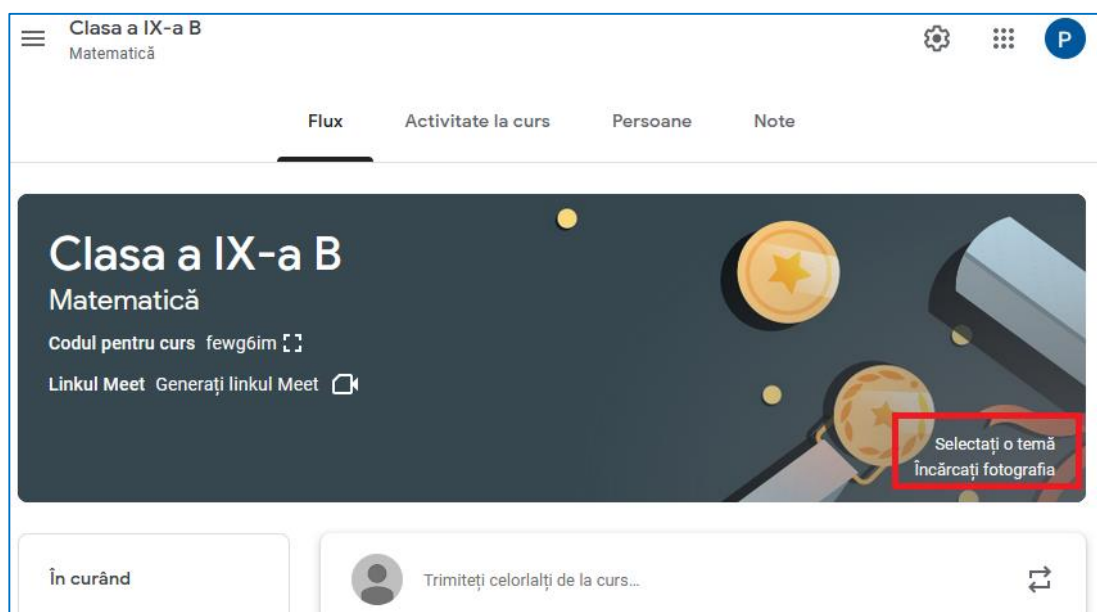 Clasa a IX-a B
Matematică
P
Flux Activitate la curs Persoane Note
Clasa a IX-a B
Matematică
Codul pentru curs fewg6im
Linkul Meet Generați linkul Meet
Selectați o temă
Încărcați fotografia
În curând
Trimiteți celorlalți de la curs...